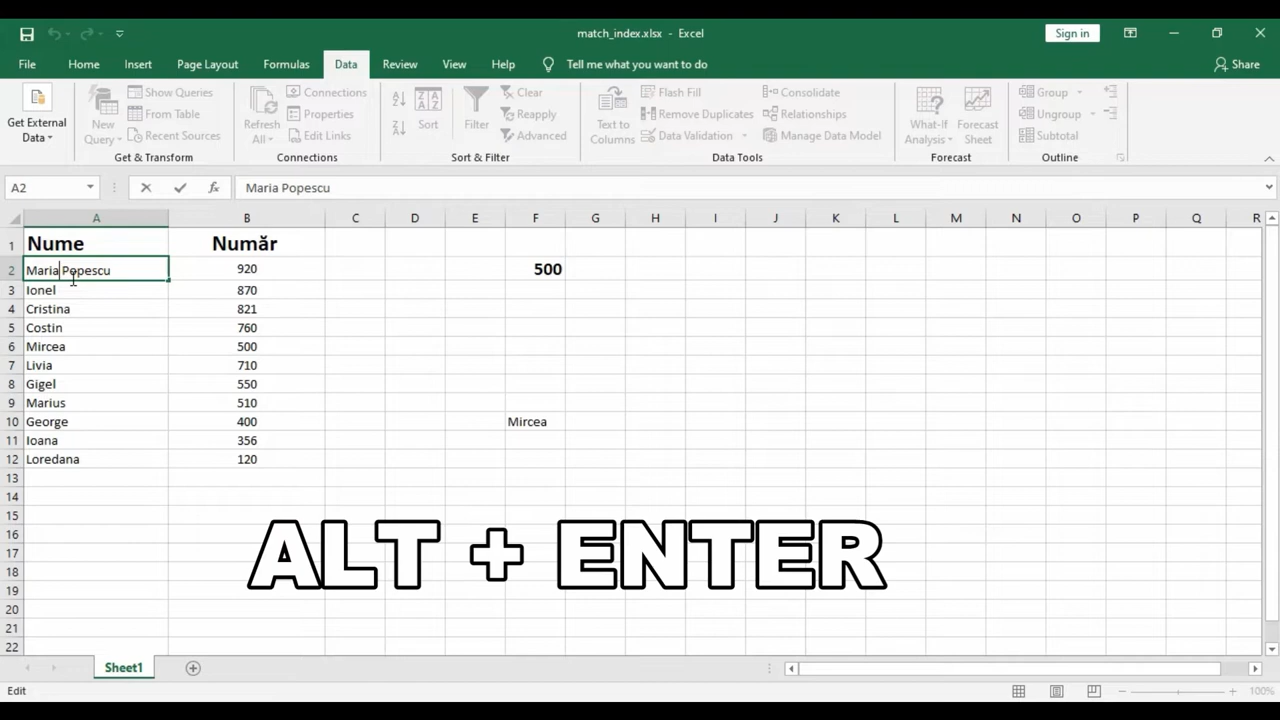 match_index.xlsx - Excel
Sign in
File Home Insert Page Layout Formulas Data Review View Help Tell me what you want to do Share
Get External Data
New Query
Show Queries
From Table
Recent Sources
Get & Transform
Refresh All
Connections
Properties
Edit Links
Connections
Sort
Filter
Clear
Reapply
Advanced
Sort & Filter
Text to Columns
Flash Fill
Remove Duplicates
Data Validation
Consolidate
Relationships
Manage Data Model
Data Tools
What-If Analysis
Forecast Sheet
Forecast
Group
Ungroup
Subtotal
Outline
A2 fx Maria Popescu
A B C D E F G H I J K L M N O P Q R
1 Nume Număr
2 Maria Popescu 920 500
3 Ionel 870
4 Cristina 821
5 Costin 760
6 Mircea 500
7 Livia 710
8 Gigel 550
9 Marius 510
10 George 400 Mircea
11 Ioana 356
12 Loredana 120
13
14
15
16
17
18
19
20
21
22
ALT + ENTER
Sheet1
Edit 100%